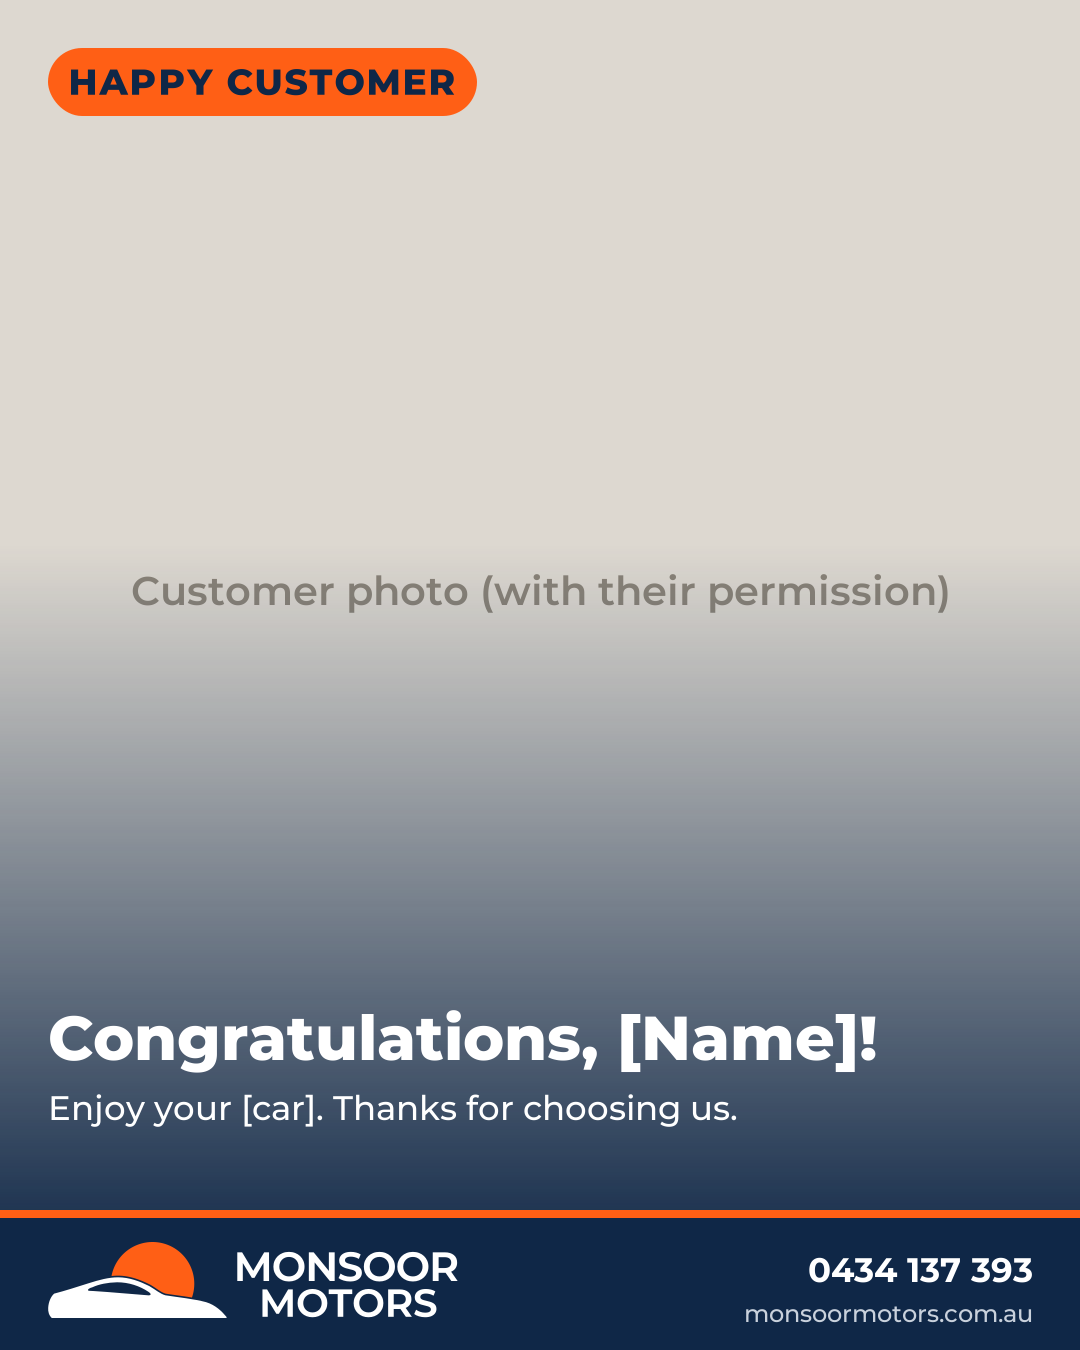 HAPPY CUSTOMER
Customer photo (with their permission)
Congratulations, [Name]!
Enjoy your [car]. Thanks for choosing us.
MONSOOR
MOTORS
0434 137 393
monsoormotors.com.au